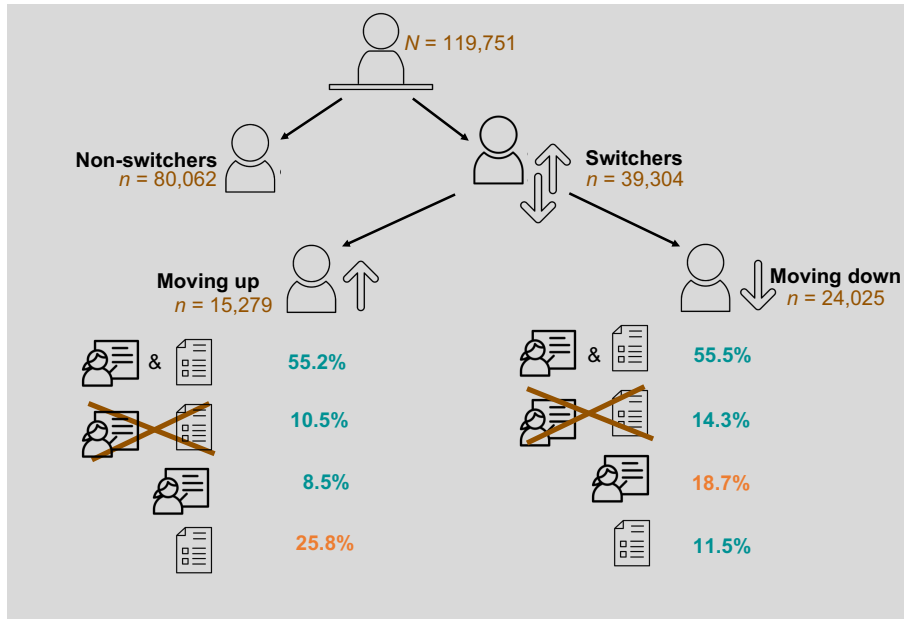 N = 119,751
Non-switchers
n = 80,062
Switchers
n = 39,304
Moving up
n = 15,279
Moving down
n = 24,025
& 55.2%
10.5%
8.5%
25.8%
& 55.5%
14.3%
18.7%
11.5%